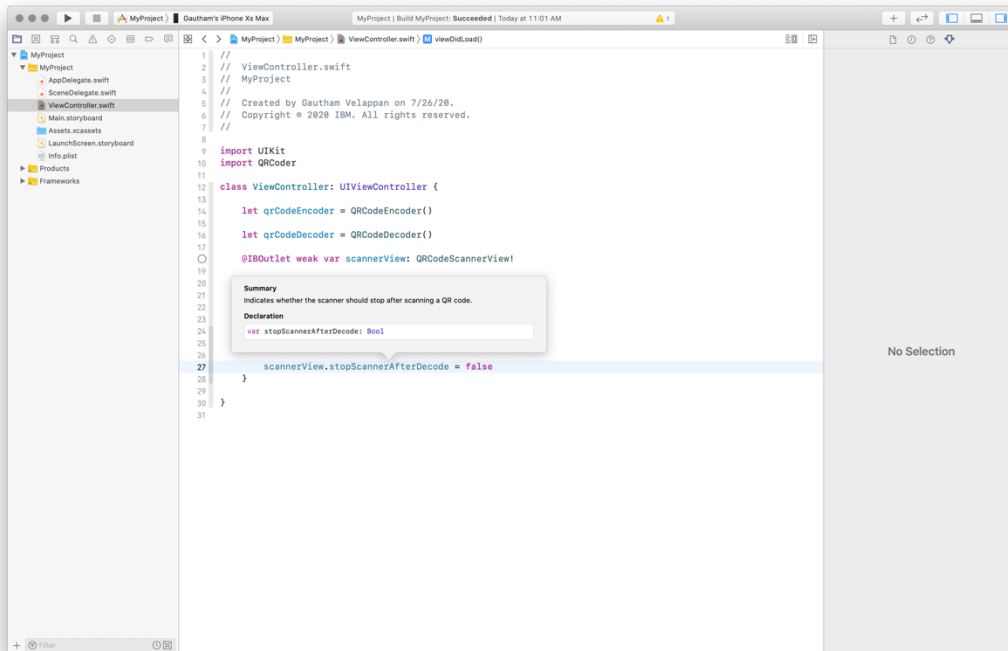 MyProject 〉 Gautham's iPhone Xs Max
MyProject | Build MyProject: Succeeded | Today at 11:01 AM
1
MyProject
MyProject
AppDelegate.swift
SceneDelegate.swift
ViewController.swift
Main.storyboard
Assets.xcassets
LaunchScreen.storyboard
Info.plist
Products
Frameworks
Filter
MyProject 〉 MyProject 〉 ViewController.swift 〉 M viewDidLoad()
1 //
2 //  ViewController.swift
3 //  MyProject
4 //
5 //  Created by Gautham Velappan on 7/26/20.
6 //  Copyright © 2020 IBM. All rights reserved.
7 //
8
9 import UIKit
10 import QRCoder
11
12 class ViewController: UIViewController {
13
14     let qrCodeEncoder = QRCodeEncoder()
15
16     let qrCodeDecoder = QRCodeDecoder()
17
@IBOutlet weak var scannerView: QRCodeScannerView!
19
20
21
22
23
24
25
26
Summary
Indicates whether the scanner should stop after scanning a QR code.
Declaration
var stopScannerAfterDecode: Bool
27         scannerView.stopScannerAfterDecode = false
28     }
29
30 }
31
No Selection